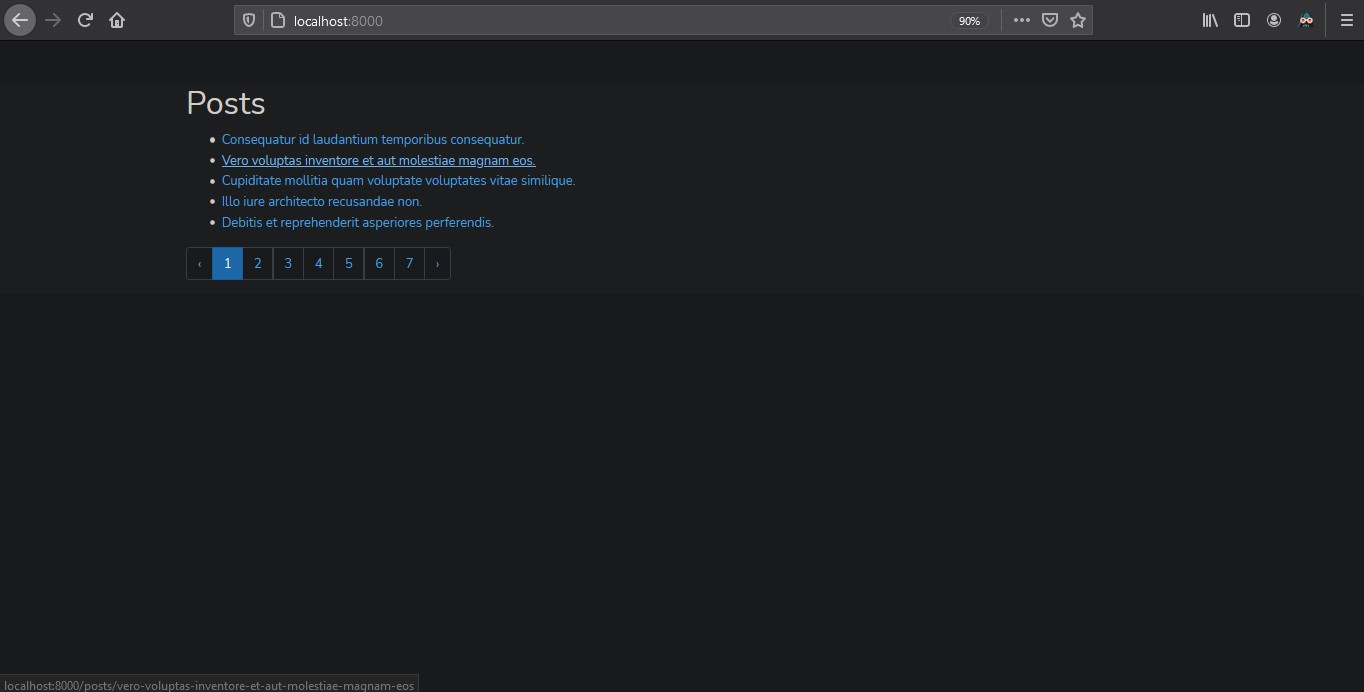 localhost:8000
90%
Posts
• Consequatur id laudantium temporibus consequatur.
• Vero voluptas inventore et aut molestiae magnam eos.
• Cupiditate mollitia quam voluptate voluptates vitae similique.
• Illo iure architecto recusandae non.
• Debitis et reprehenderit asperiores perferendis.
‹ 1 2 3 4 5 6 7 ›
localhost:8000/posts/vero-voluptas-inventore-et-aut-molestiae-magnam-eos